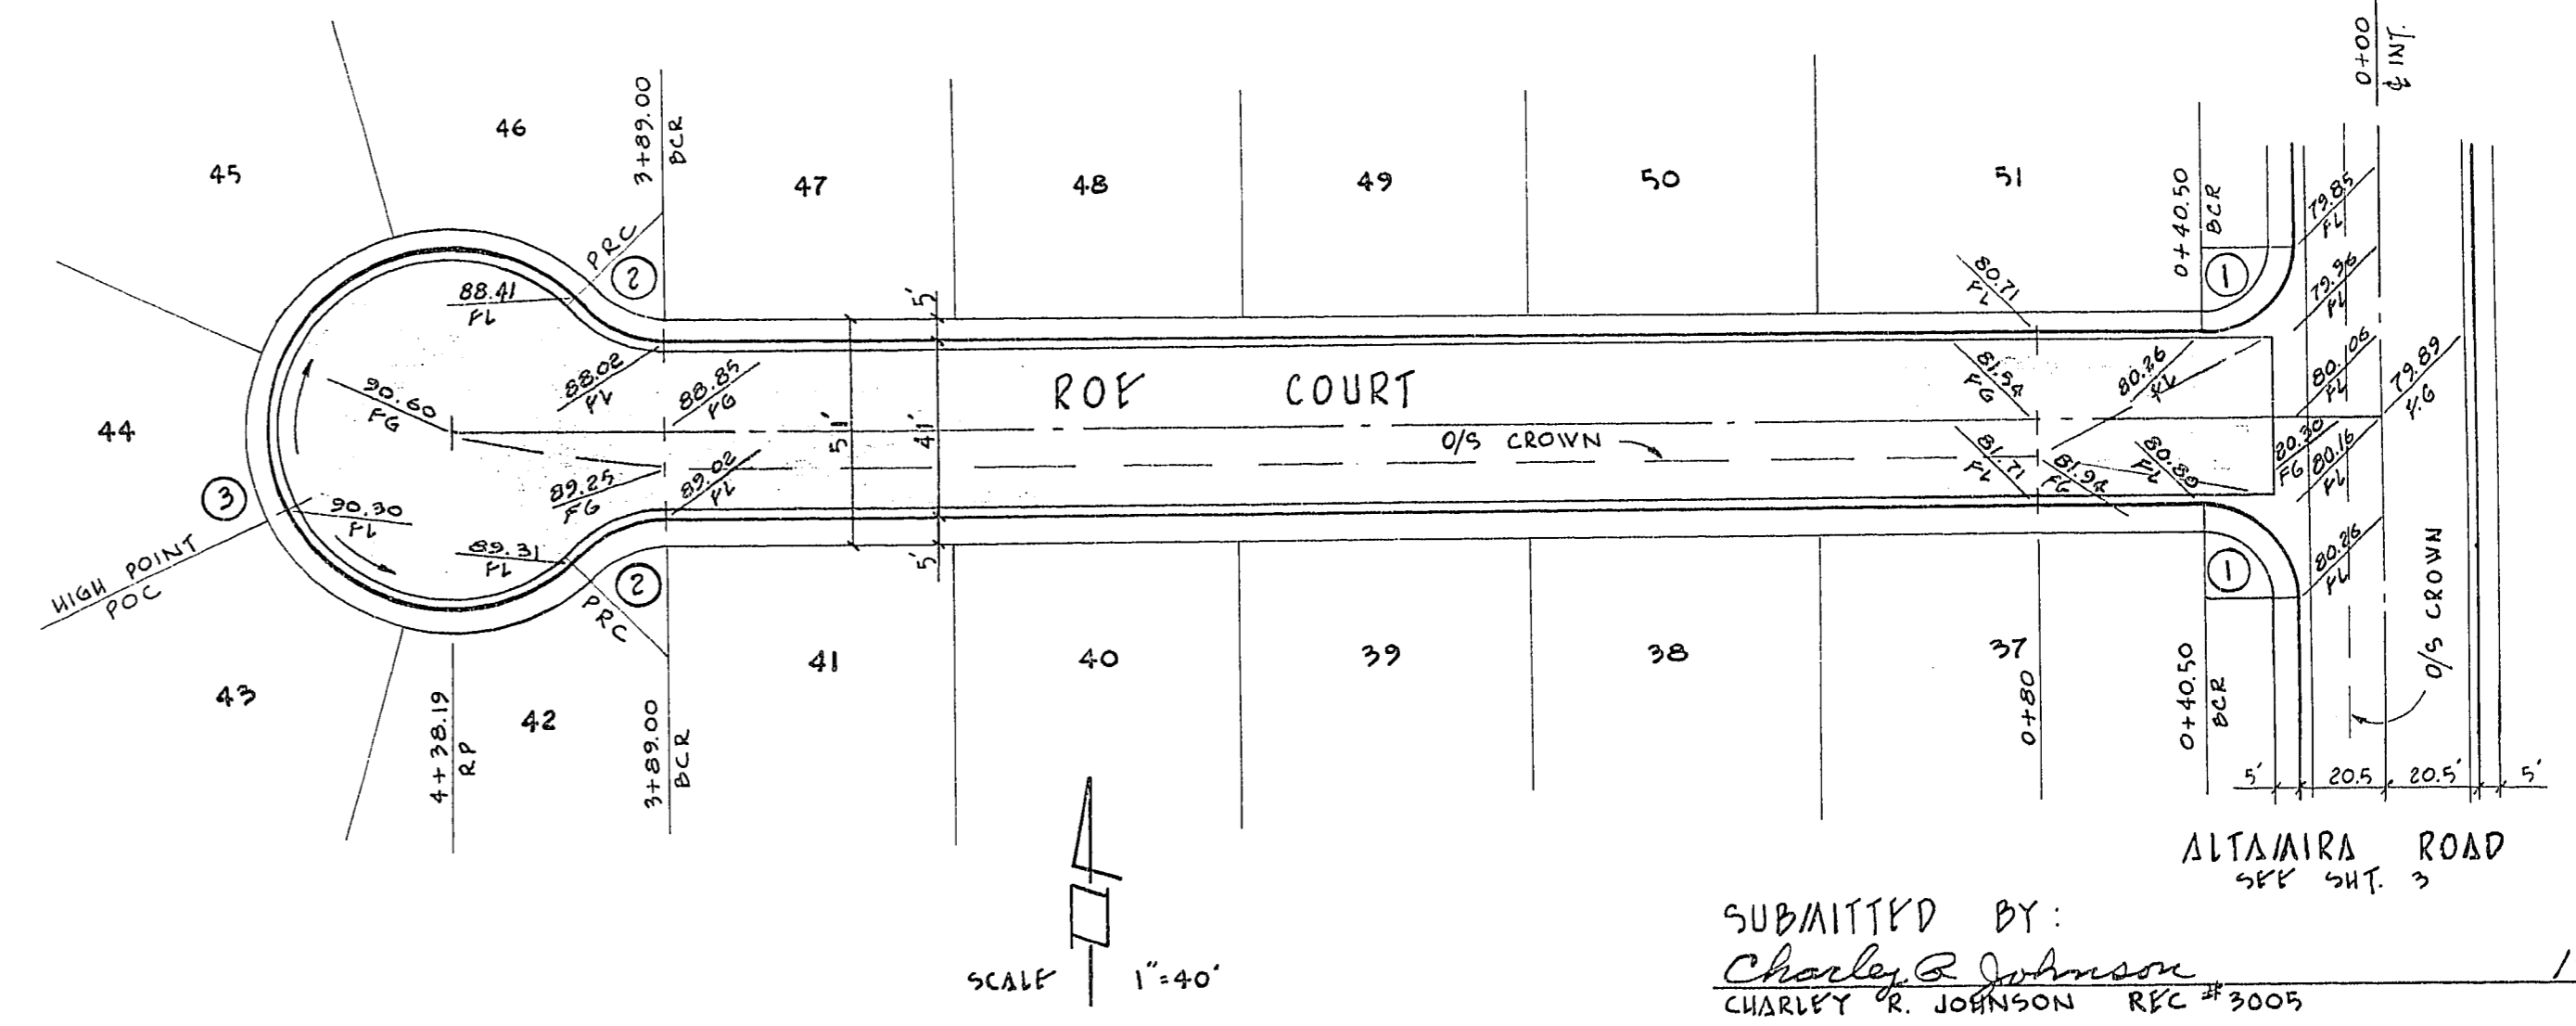 0+00
℄ INT.
46
45
3+89.00
BCR
47
48
49
50
51
0+40.50
BCR
79.85
FL
PRC
2
1
88.41
FL
5'
80.71
FL
79.96
FL
88.02
FL
88.85
FG
ROE COURT
81.54
FG
80.26
FL
80.06
FL
79.89
F.G
90.60
FG
44
51'
41'
O/S CROWN
89.25
FG
89.02
FL
81.71
FL
81.94
FG
80.80
FL
80.30
FG
80.16
FL
3
90.30
FL
HIGH POINT
POC
89.31
FL
5'
2
PRC
1
80.26
FL
O/S CROWN
43
42
41
40
39
38
37
4+38.19
RP
3+89.00
BCR
0+80
0+40.50
BCR
5' 20.5 20.5' 5'
ALTAMIRA ROAD
SEE SHT. 3
SCALE 1"=40'
SUBMITTED BY:
Charley R Johnson
CHARLEY R. JOHNSON REC #3005